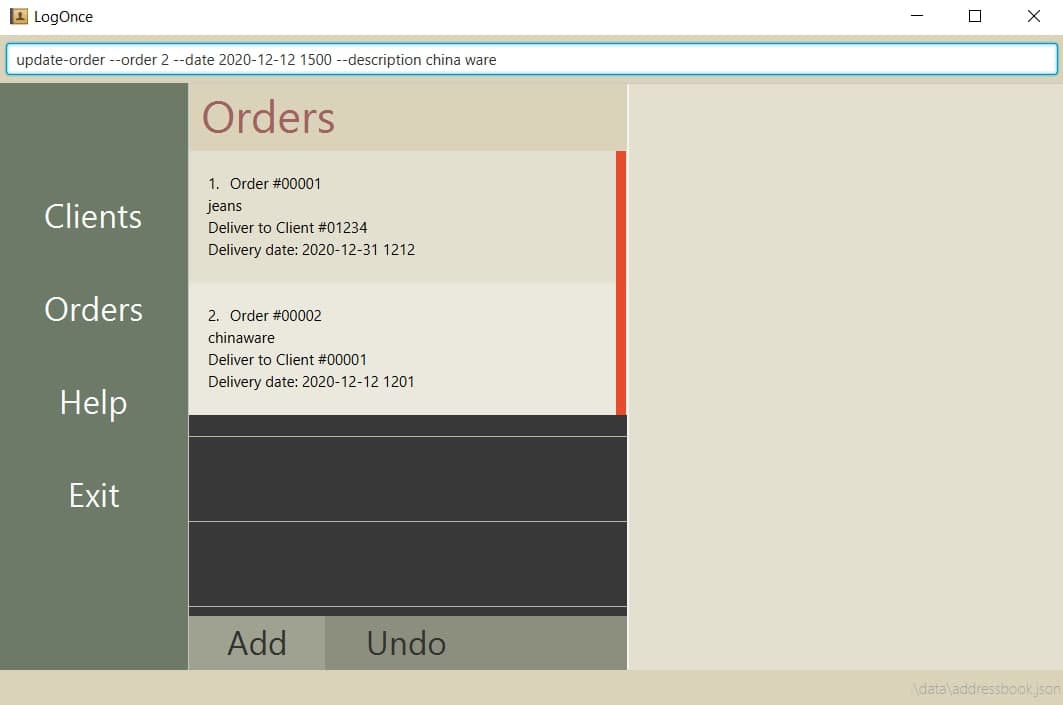 LogOnce
update-order --order 2 --date 2020-12-12 1500 --description china ware
Clients
Orders
Help
Exit
Orders
1. Order #00001
jeans
Deliver to Client #01234
Delivery date: 2020-12-31 1212
2. Order #00002
chinaware
Deliver to Client #00001
Delivery date: 2020-12-12 1201
Add
Undo
\data\addressbook.json